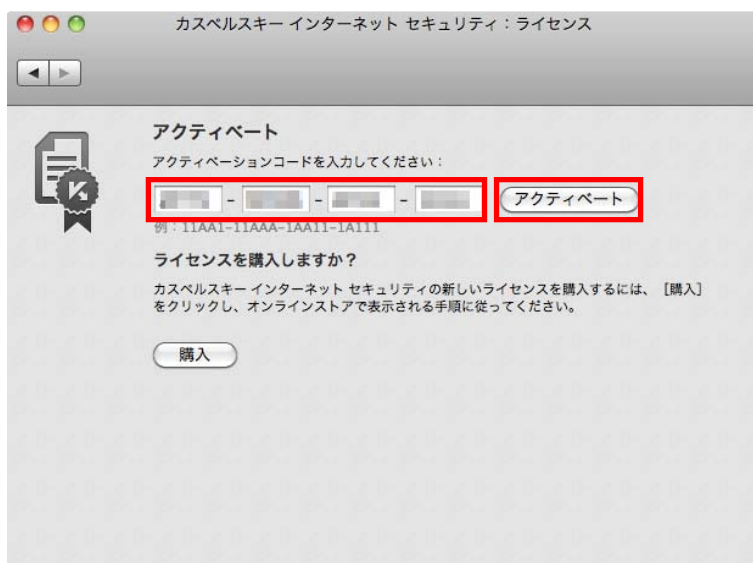 カスペルスキー インターネット セキュリティ：ライセンス
アクティベート
アクティベーションコードを入力してください：
- - -
アクティベート
例：11AA1-11AAA-1AA11-1A111
ライセンスを購入しますか？
カスペルスキー インターネット セキュリティの新しいライセンスを購入するには、［購入］
をクリックし、オンラインストアで表示される手順に従ってください。
購入